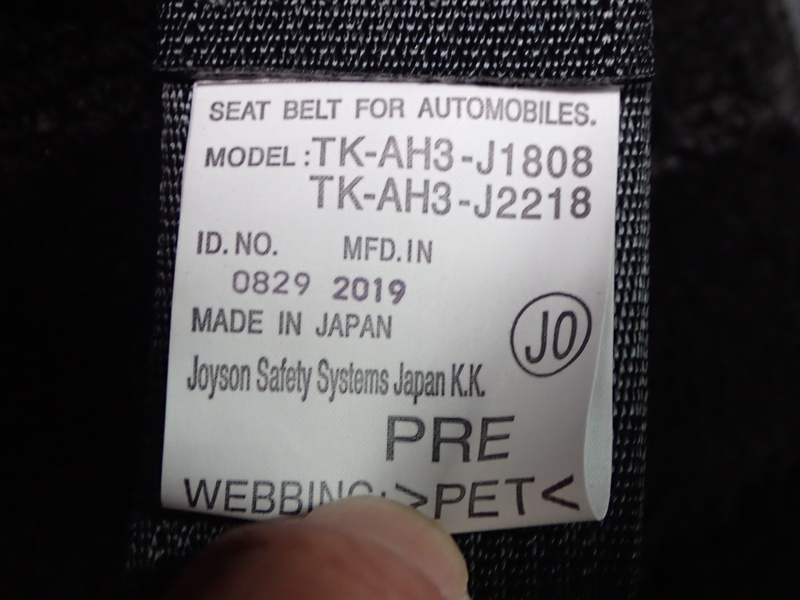 SEAT BELT FOR AUTOMOBILES.
MODEL : TK-AH3-J1808
TK-AH3-J2218
ID. NO. MFD. IN
0829 2019
MADE IN JAPAN
JO
Joyson Safety Systems Japan K.K.
PRE
WEBBING: >PET<